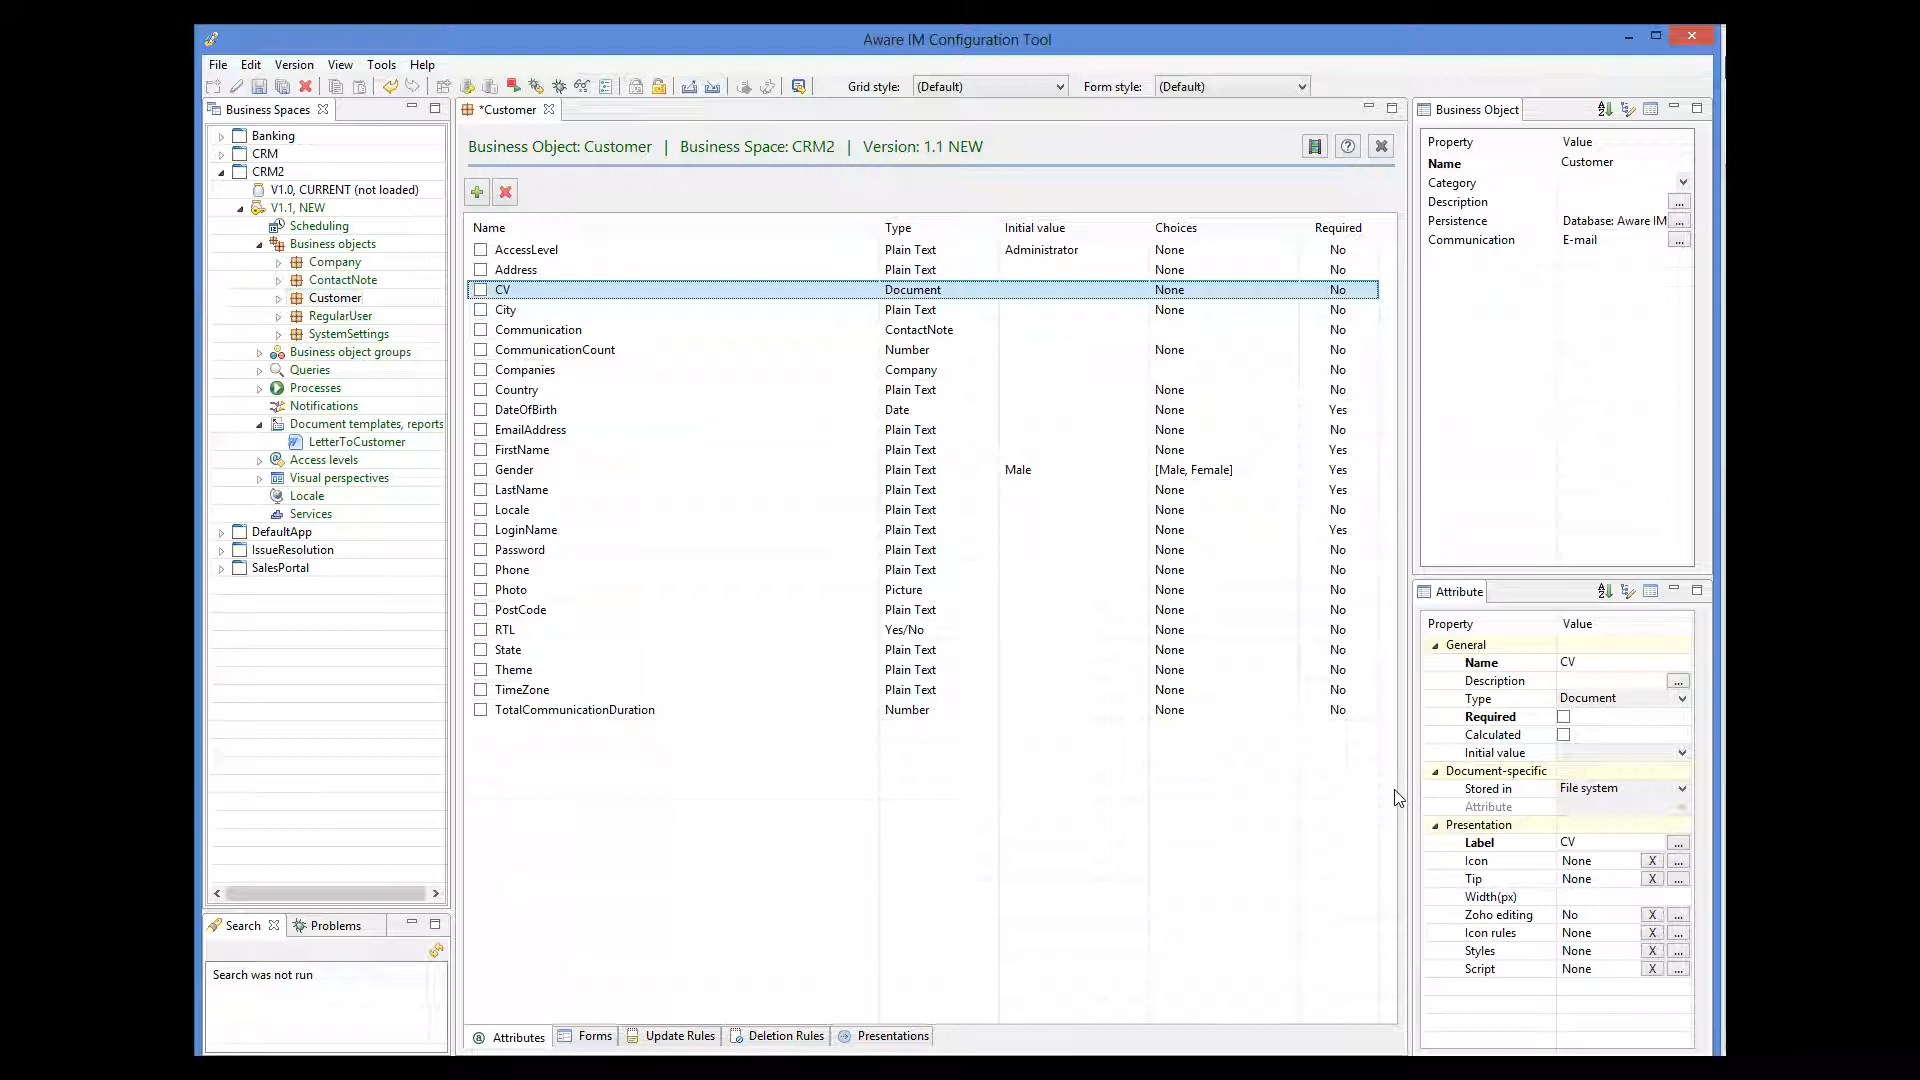 Aware IM Configuration Tool
File Edit Version View Tools Help
Grid style: (Default) Form style: (Default)
Business Spaces
Banking
CRM
CRM2
V1.0, CURRENT (not loaded)
V1.1, NEW
Scheduling
Business objects
Company
ContactNote
Customer
RegularUser
SystemSettings
Business object groups
Queries
Processes
Notifications
Document templates, reports
LetterToCustomer
Access levels
Visual perspectives
Locale
Services
DefaultApp
IssueResolution
SalesPortal
Search Problems
Search was not run
*Customer
Business Object: Customer | Business Space: CRM2 | Version: 1.1 NEW
Name Type Initial value Choices Required
AccessLevel Plain Text Administrator None No
Address Plain Text None No
CV Document None No
City Plain Text None No
Communication ContactNote No
CommunicationCount Number None No
Companies Company No
Country Plain Text None No
DateOfBirth Date None Yes
EmailAddress Plain Text None No
FirstName Plain Text None Yes
Gender Plain Text Male [Male, Female] Yes
LastName Plain Text None Yes
Locale Plain Text None No
LoginName Plain Text None Yes
Password Plain Text None No
Phone Plain Text None No
Photo Picture None No
PostCode Plain Text None No
RTL Yes/No None No
State Plain Text None No
Theme Plain Text None No
TimeZone Plain Text None No
TotalCommunicationDuration Number None No
Attributes Forms Update Rules Deletion Rules Presentations
Business Object
Property Value
Name Customer
Category
Description ...
Persistence Database: Aware IM ...
Communication E-mail ...
Attribute
Property Value
General
Name CV
Description ...
Type Document
Required
Calculated
Initial value
Document-specific
Stored in File system
Attribute
Presentation
Label CV ...
Icon None X ...
Tip None X ...
Width(px)
Zoho editing No X ...
Icon rules None X ...
Styles None X ...
Script None X ...